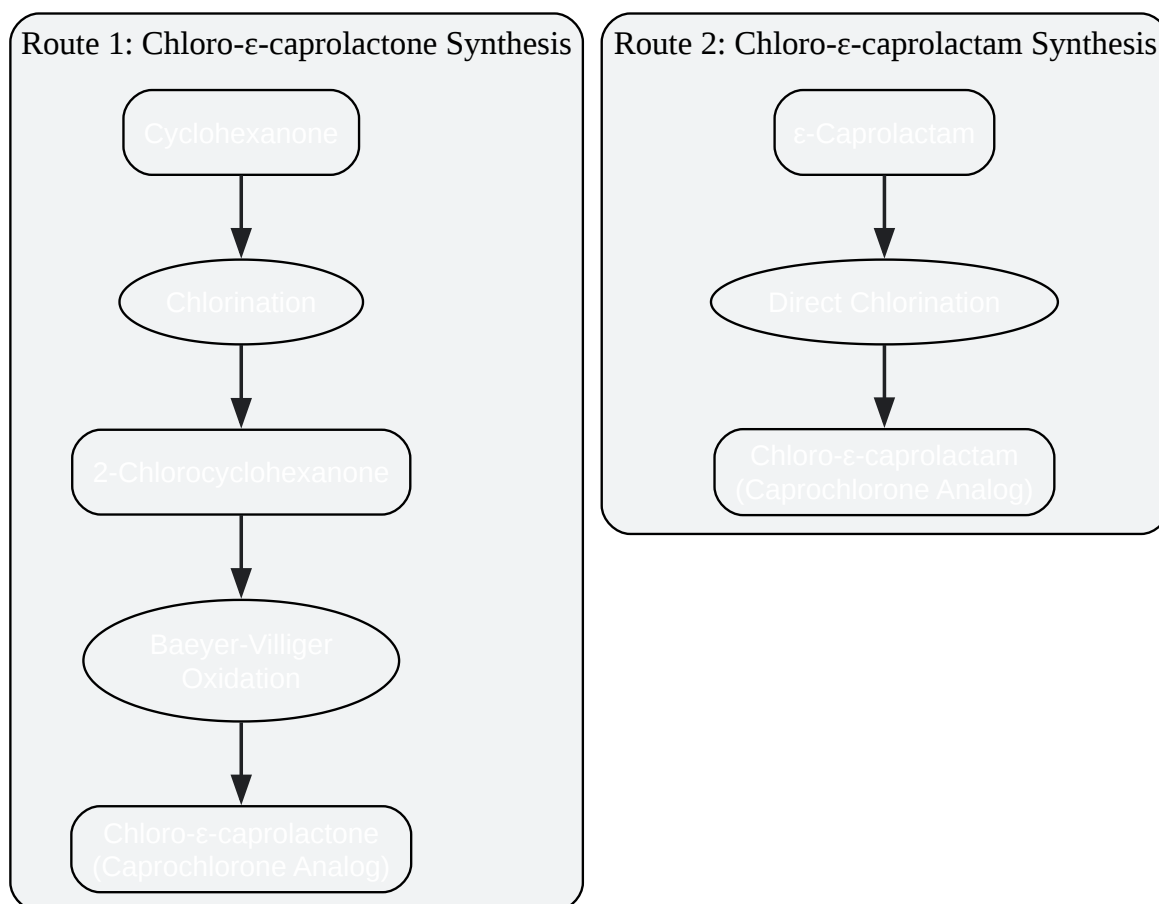 Route 1: Chloro-ε-caprolactone Synthesis
Cyclohexanone
Chlorination
2-Chlorocyclohexanone
Baeyer-Villiger
Oxidation
Chloro-ε-caprolactone
(Caprochlorone Analog)
Route 2: Chloro-ε-caprolactam Synthesis
ε-Caprolactam
Direct Chlorination
Chloro-ε-caprolactam
(Caprochlorone Analog)